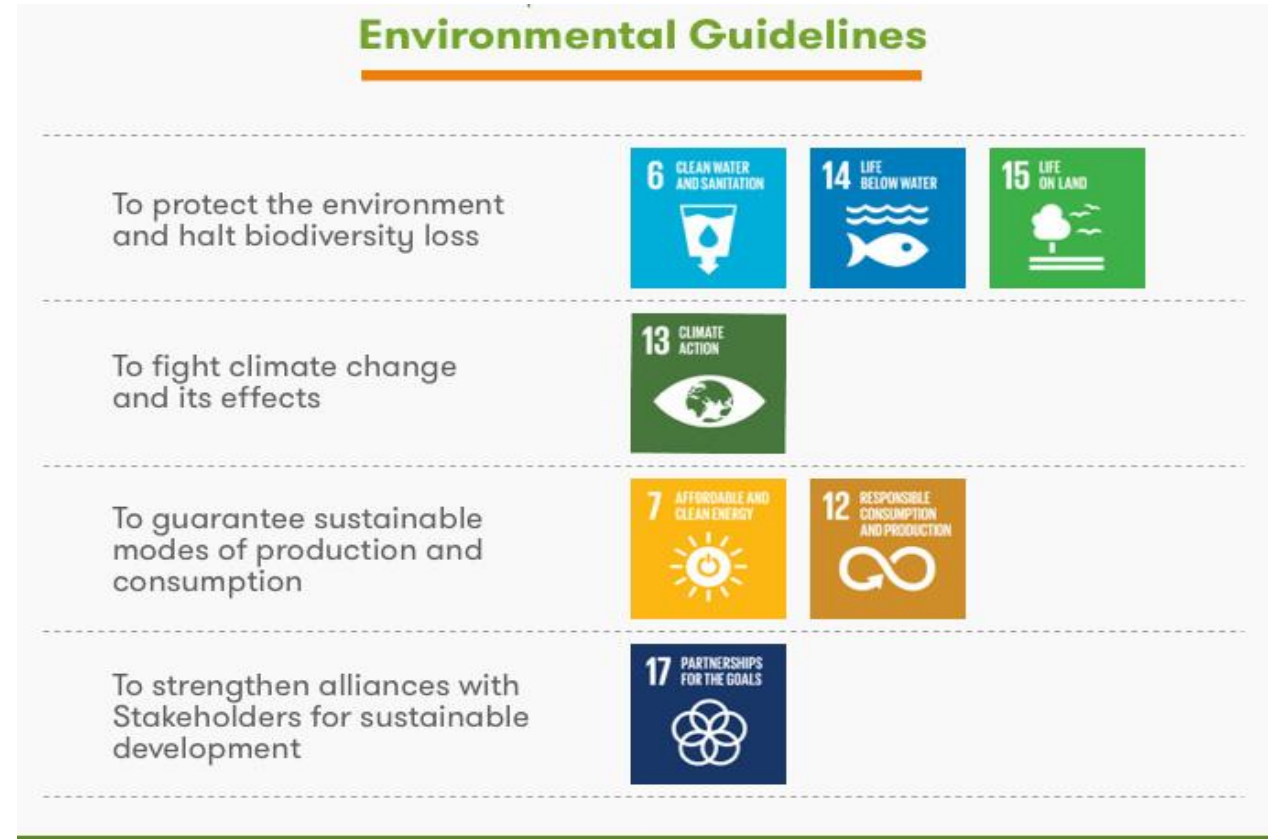 Environmental Guidelines
To protect the environment
and halt biodiversity loss
6 CLEAN WATER
AND SANITATION
14 LIFE
BELOW WATER
15 LIFE
ON LAND
To fight climate change
and its effects
13 CLIMATE
ACTION
To guarantee sustainable
modes of production and
consumption
7 AFFORDABLE AND
CLEAN ENERGY
12 RESPONSIBLE
CONSUMPTION
AND PRODUCTION
To strengthen alliances with
Stakeholders for sustainable
development
17 PARTNERSHIPS
FOR THE GOALS